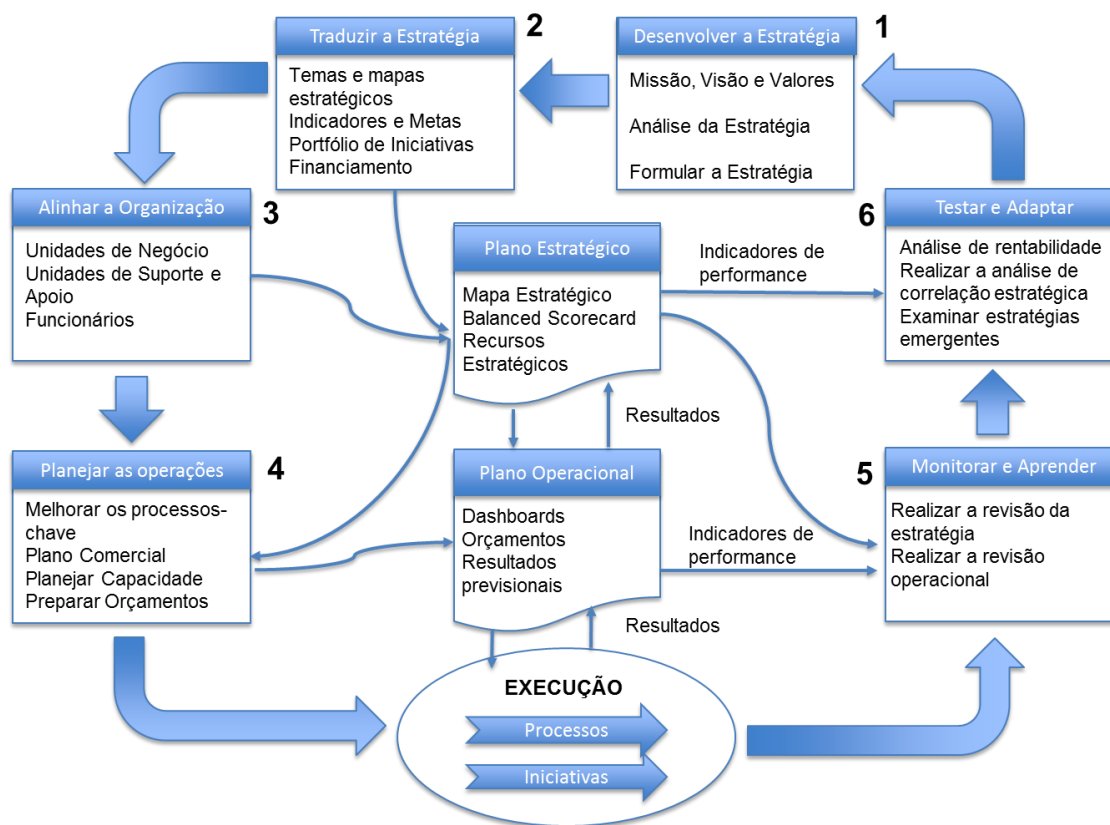 Desenvolver a Estratégia
1
Missão, Visão e Valores
Análise da Estratégia
Formular a Estratégia
Traduzir a Estratégia
2
Temas e mapas
estratégicos
Indicadores e Metas
Portfólio de Iniciativas
Financiamento
Alinhar a Organização
3
Unidades de Negócio
Unidades de Suporte e
Apoio
Funcionários
Planejar as operações
4
Melhorar os processos-
chave
Plano Comercial
Planejar Capacidade
Preparar Orçamentos
Plano Estratégico
Mapa Estratégico
Balanced Scorecard
Recursos
Estratégicos
Indicadores de
performance
Resultados
Plano Operacional
Dashboards
Orçamentos
Resultados
previsionais
Indicadores de
performance
Resultados
EXECUÇÃO
Processos
Iniciativas
5
Monitorar e Aprender
Realizar a revisão da
estratégia
Realizar a revisão
operacional
6
Testar e Adaptar
Análise de rentabilidade
Realizar a análise de
correlação estratégica
Examinar estratégias
emergentes